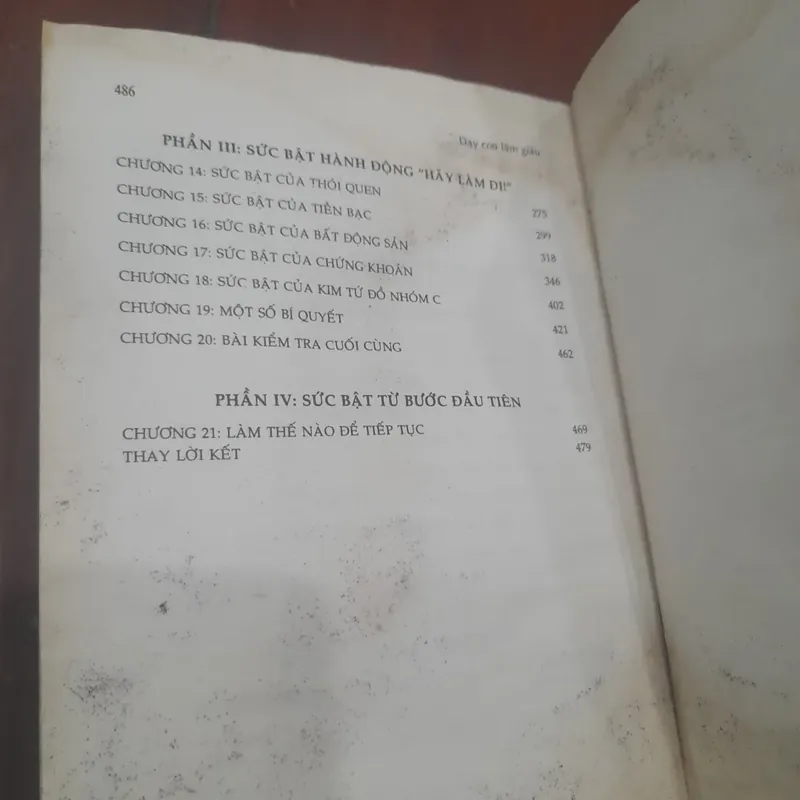 486
Dạy con làm giàu
PHẦN III: SỨC BẬT HÀNH ĐỘNG "HÃY LÀM ĐI!"
CHƯƠNG 14: SỨC BẬT CỦA THÓI QUEN 275
CHƯƠNG 15: SỨC BẬT CỦA TIỀN BẠC 299
CHƯƠNG 16: SỨC BẬT CỦA BẤT ĐỘNG SẢN 318
CHƯƠNG 17: SỨC BẬT CỦA CHỨNG KHOÁN 346
CHƯƠNG 18: SỨC BẬT CỦA KIM TỨ ĐỒ NHÓM C 402
CHƯƠNG 19: MỘT SỐ BÍ QUYẾT 421
CHƯƠNG 20: BÀI KIỂM TRA CUỐI CÙNG 462
PHẦN IV: SỨC BẬT TỪ BƯỚC ĐẦU TIÊN
CHƯƠNG 21: LÀM THẾ NÀO ĐỂ TIẾP TỤC 469
THAY LỜI KẾT 479